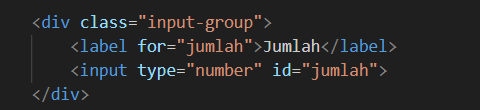 <div class="input-group">
<label for="jumlah">Jumlah</label>
<input type="number" id="jumlah">
</div>